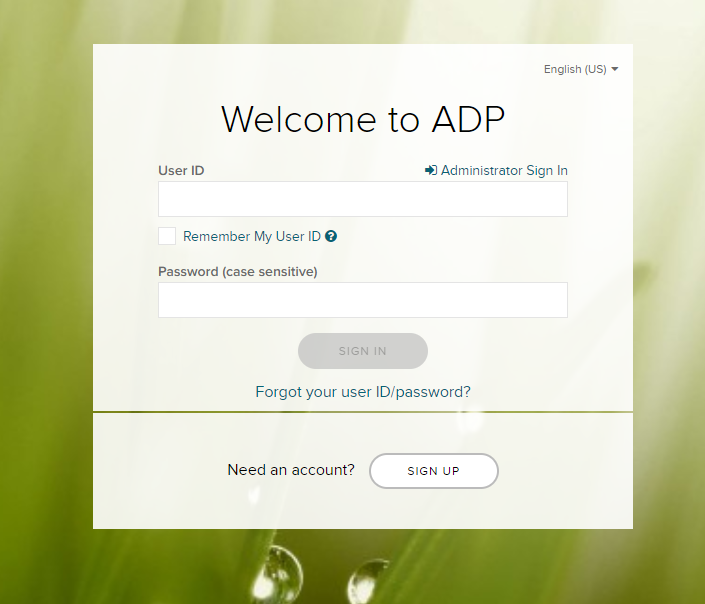 English (US)
Welcome to ADP
User ID
Administrator Sign In
Remember My User ID
Password (case sensitive)
SIGN IN
Forgot your user ID/password?
Need an account?
SIGN UP